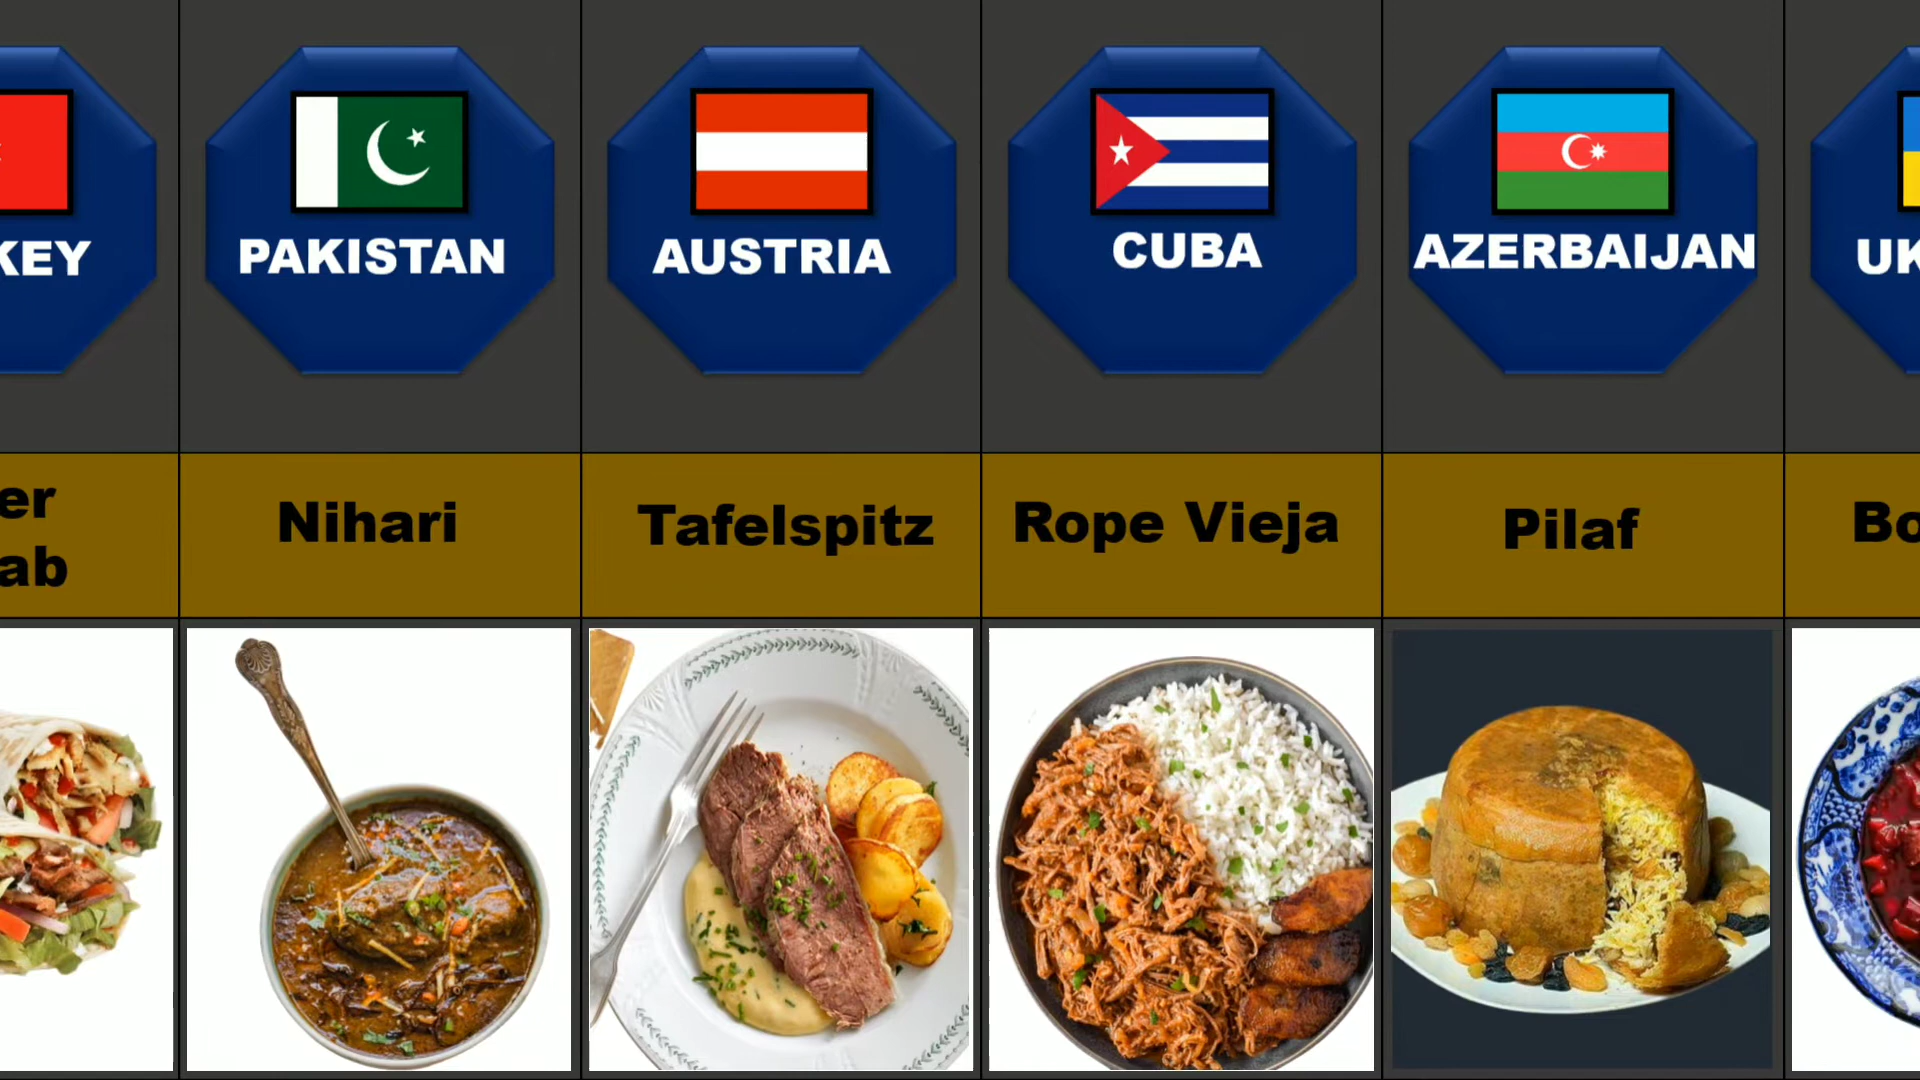 KEY
PAKISTAN
AUSTRIA
CUBA
AZERBAIJAN
UK
er
ab
Nihari
Tafelspitz
Rope Vieja
Pilaf
Bo